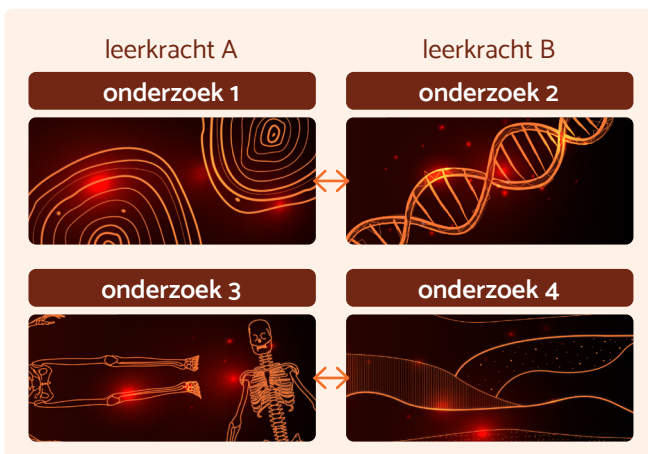 leerkracht A
leerkracht B
onderzoek 1
onderzoek 2
onderzoek 3
onderzoek 4